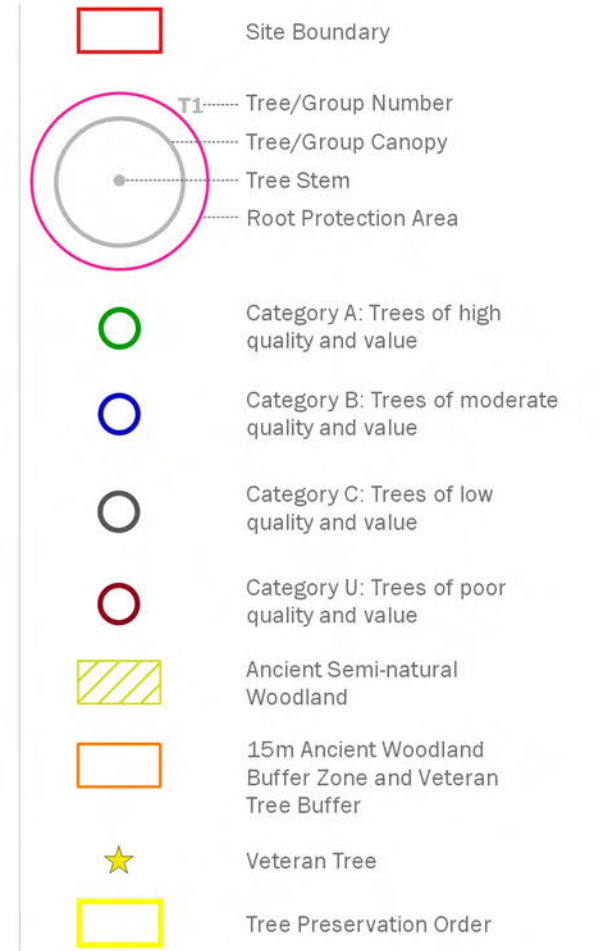 Site Boundary
T1
Tree/Group Number
Tree/Group Canopy
Tree Stem
Root Protection Area
Category A: Trees of high
quality and value
Category B: Trees of moderate
quality and value
Category C: Trees of low
quality and value
Category U: Trees of poor
quality and value
Ancient Semi-natural
Woodland
15m Ancient Woodland
Buffer Zone and Veteran
Tree Buffer
Veteran Tree
Tree Preservation Order